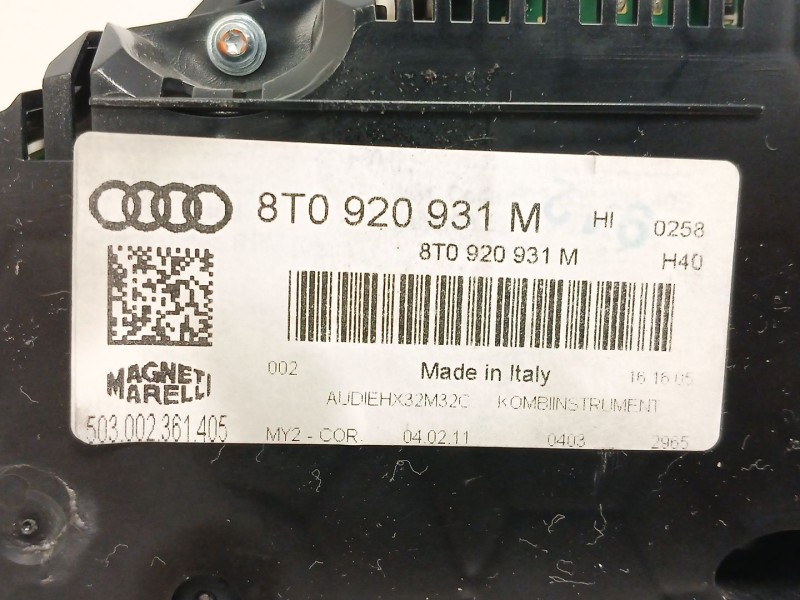 8T0 920 931 M HI 0258
8T0 920 931 M H40
002 Made in Italy 16 16 05
MAGNETI
MARELLI
AUDIEHX32M32C KOMBIINSTRUMENT
503.002.361.405
MY2 - COR. 04.02.11 0403 2965